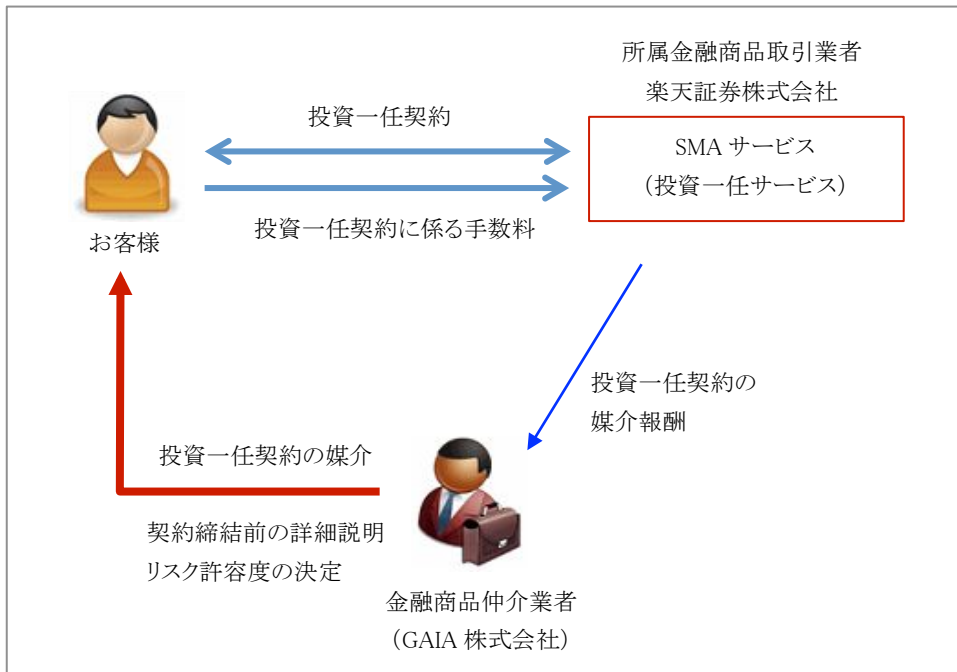 所属金融商品取引業者
楽天証券株式会社
投資一任契約
SMA サービス
（投資一任サービス）
投資一任契約に係る手数料
お客様
投資一任契約の
媒介報酬
投資一任契約の媒介
契約締結前の詳細説明
リスク許容度の決定
金融商品仲介業者
（GAIA 株式会社）